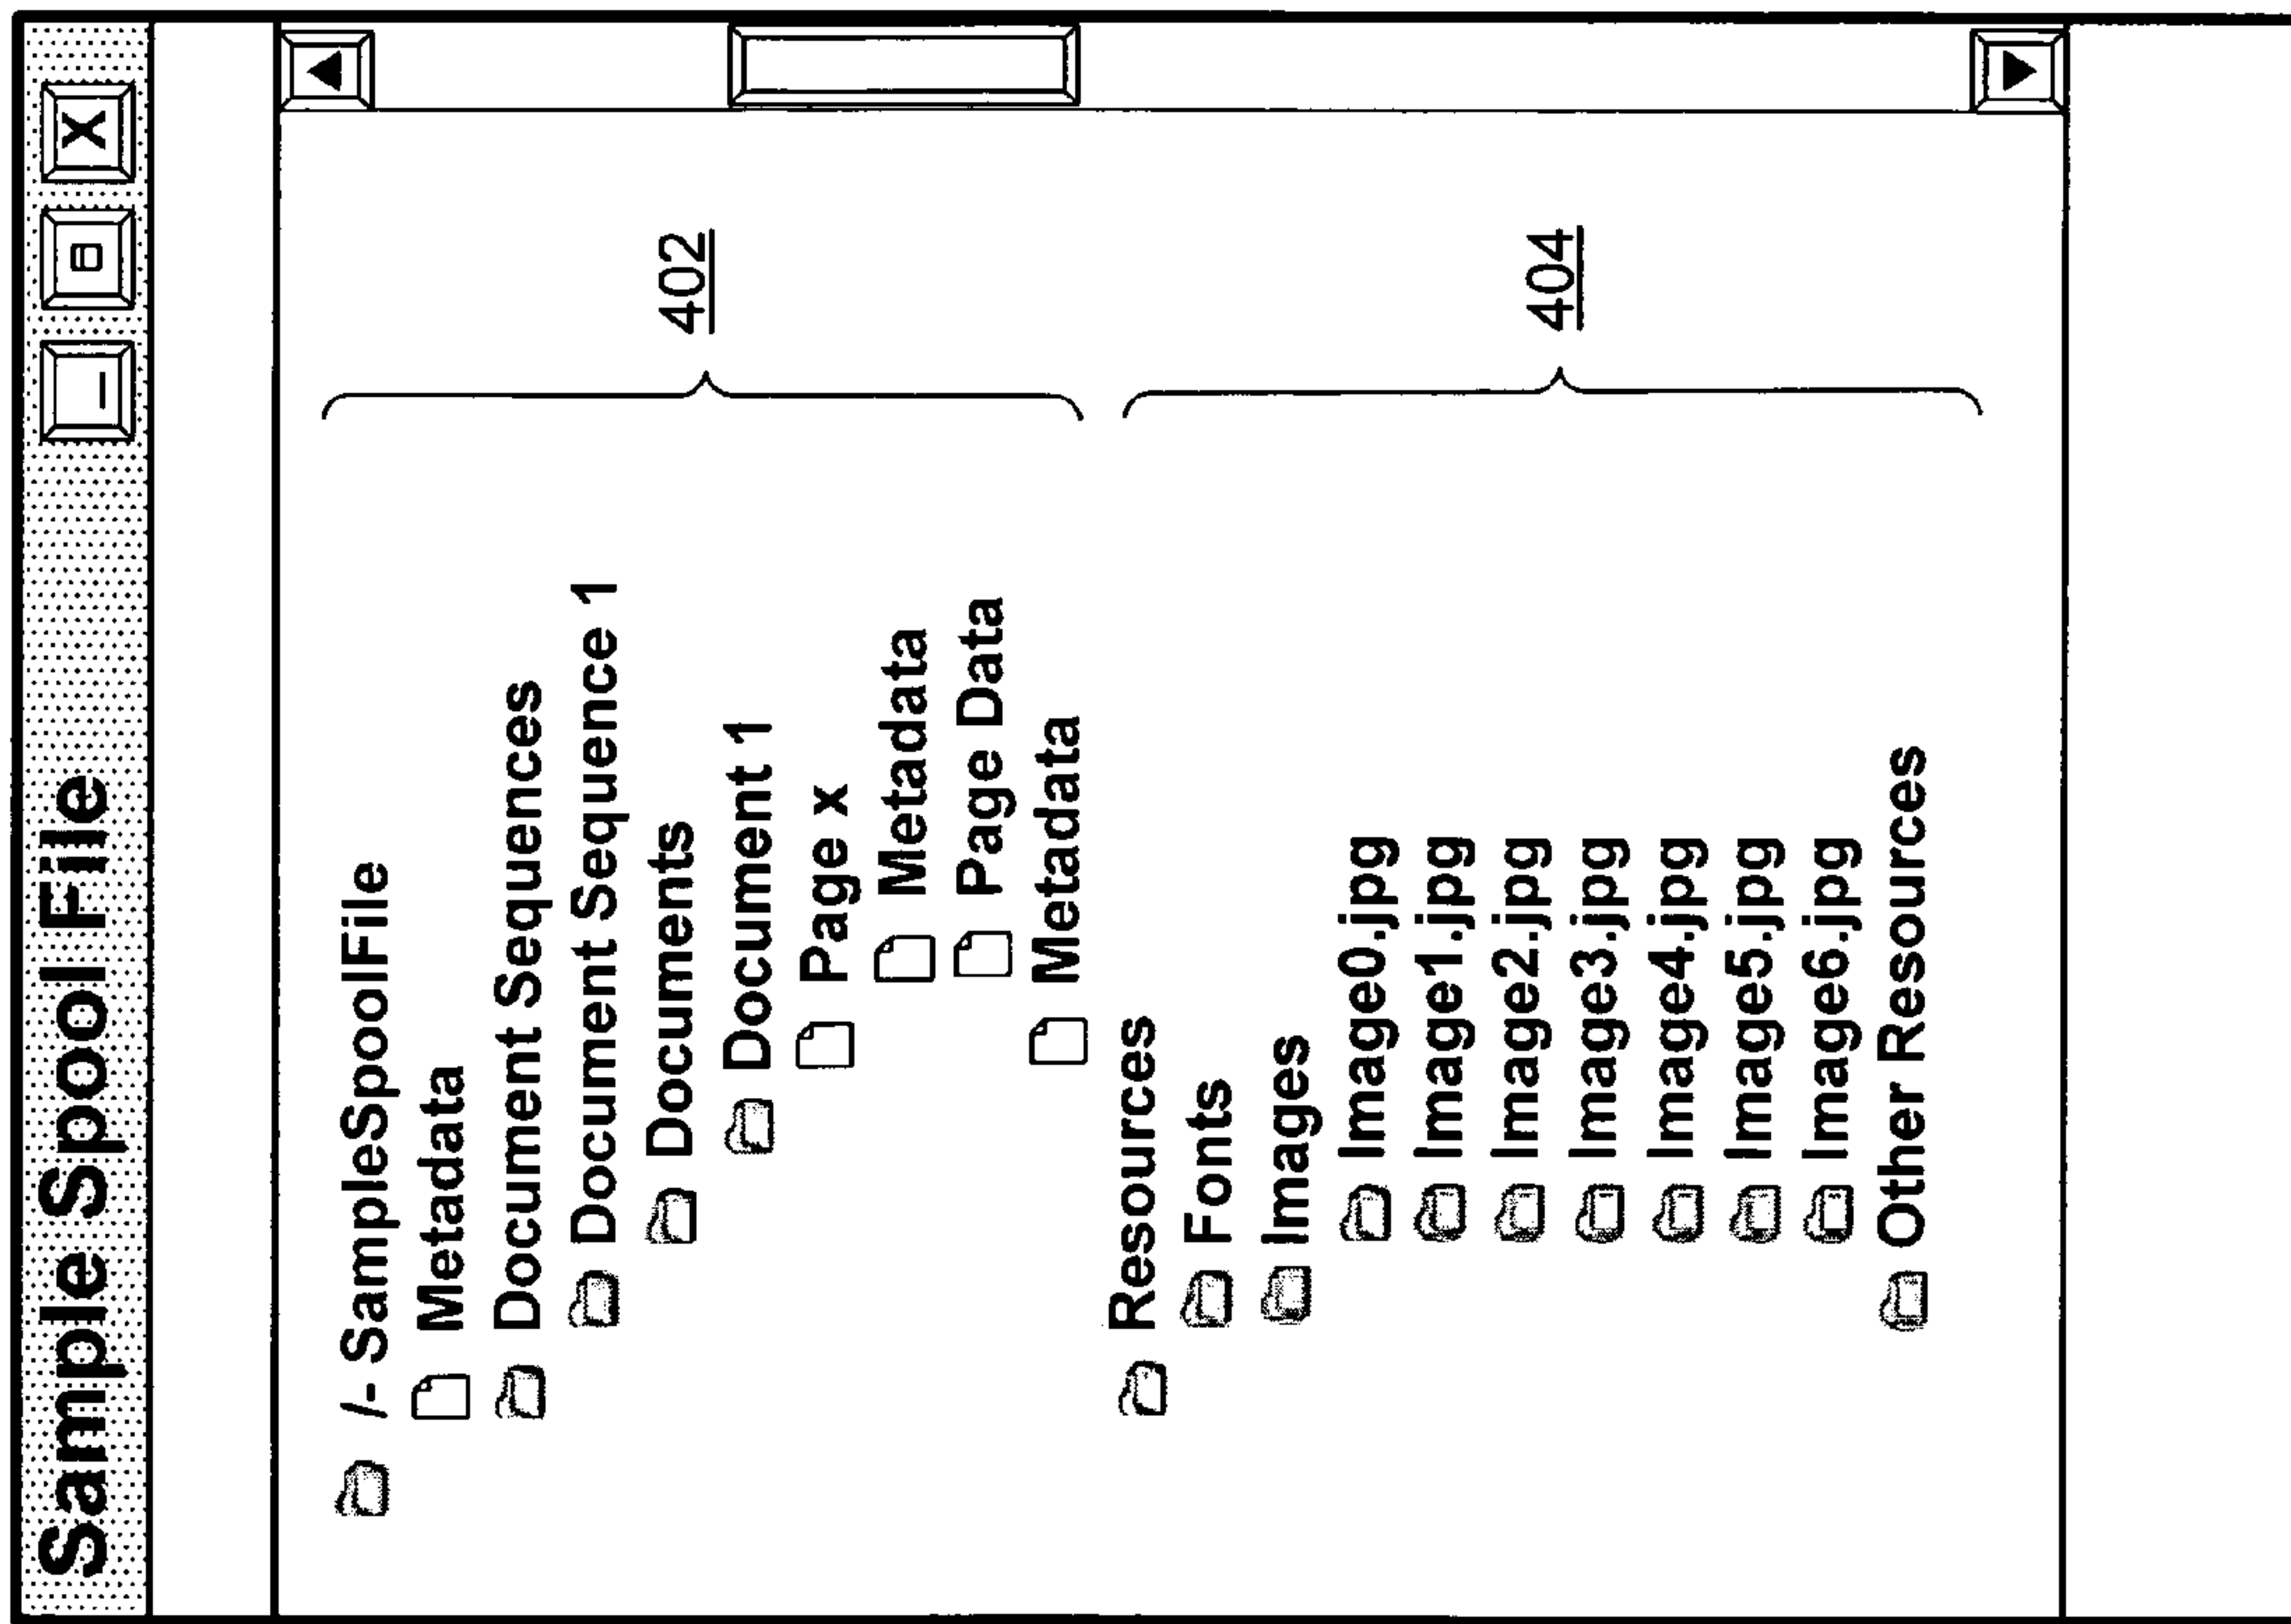 Sample Spool File
X
/- SampleSpoolFile
Metadata
Document Sequences
Document Sequence 1
Documents
Document 1
Page x
Metadata
Page Data
Metadata
402
Resources
Fonts
Images
Image0.jpg
Image1.jpg
Image2.jpg
Image3.jpg
Image4.jpg
Image5.jpg
Image6.jpg
Other Resources
404